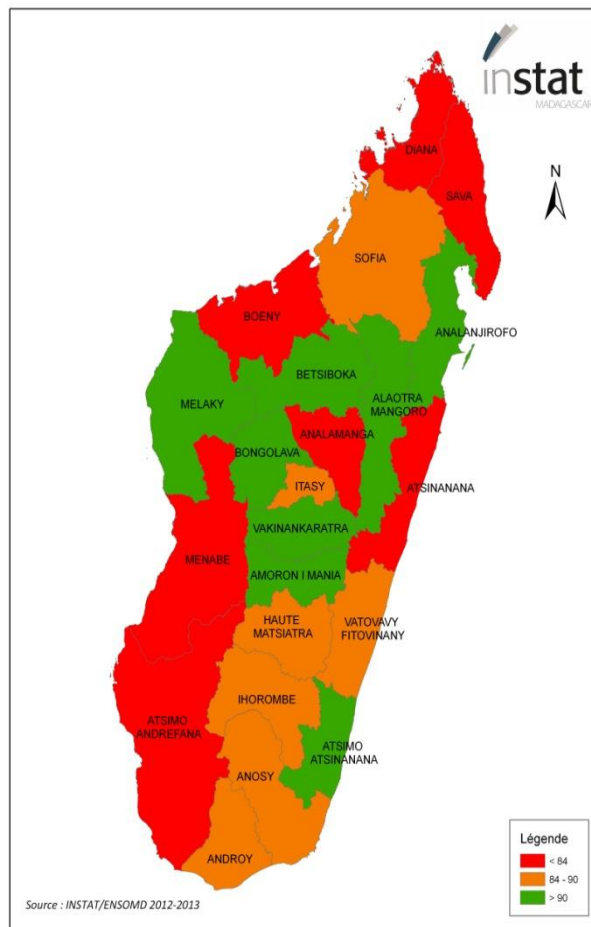 instat
MADAGASCAR
DIANA
N
SAVA
SOFIA
BOENY
ANALANJIROFO
BETSIBOKA
MELAKY
ALAOTRA
MANGORO
ANALAMANGA
BONGOLAVA
ITASY
ATSINANANA
VAKINANKARATRA
MENABE
AMORON I MANIA
HAUTE
MATSIATRA
VATOVAVY
FITOVINANY
IHOROMBE
ATSIMO
ANDREFANA
ATSIMO
ATSINANANA
ANOSY
ANDROY
Légende
< 84
84 - 90
> 90
Source : INSTAT/ENSOMD 2012-2013